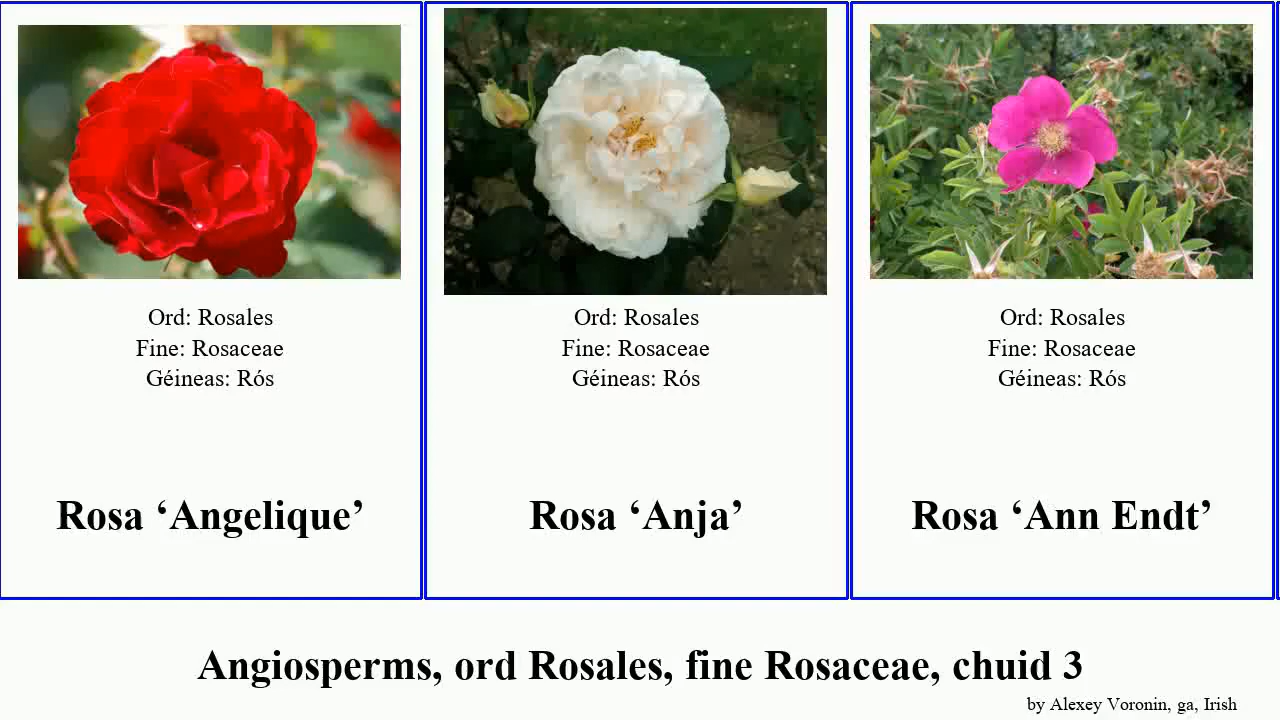 Ord: Rosales
Fine: Rosaceae
Géineas: Rós
Rosa ‘Angelique’
Ord: Rosales
Fine: Rosaceae
Géineas: Rós
Rosa ‘Anja’
Ord: Rosales
Fine: Rosaceae
Géineas: Rós
Rosa ‘Ann Endt’
Angiosperms, ord Rosales, fine Rosaceae, chuid 3
by Alexey Voronin, ga, Irish